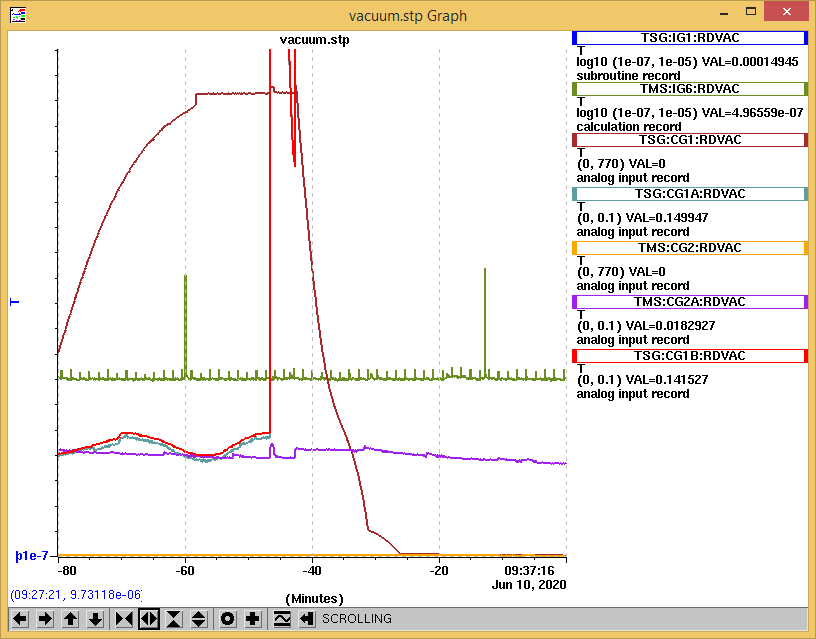 vacuum.stp Graph
vacuum.stp
T
þ1e-7
-80
-60
-40
-20
09:37:16
Jun 10, 2020
(Minutes)
(09:27:21, 9.73118e-06)
SCROLLING
TSG:IG1:RDVAC
T
log10 (1e-07, 1e-05) VAL=0.00014945
subroutine record
TMS:IG6:RDVAC
T
log10 (1e-07, 1e-05) VAL=4.96559e-07
calculation record
TSG:CG1:RDVAC
T
(0, 770) VAL=0
analog input record
TSG:CG1A:RDVAC
T
(0, 0.1) VAL=0.149947
analog input record
TMS:CG2:RDVAC
T
(0, 770) VAL=0
analog input record
TMS:CG2A:RDVAC
T
(0, 0.1) VAL=0.0182927
analog input record
TSG:CG1B:RDVAC
T
(0, 0.1) VAL=0.141527
analog input record